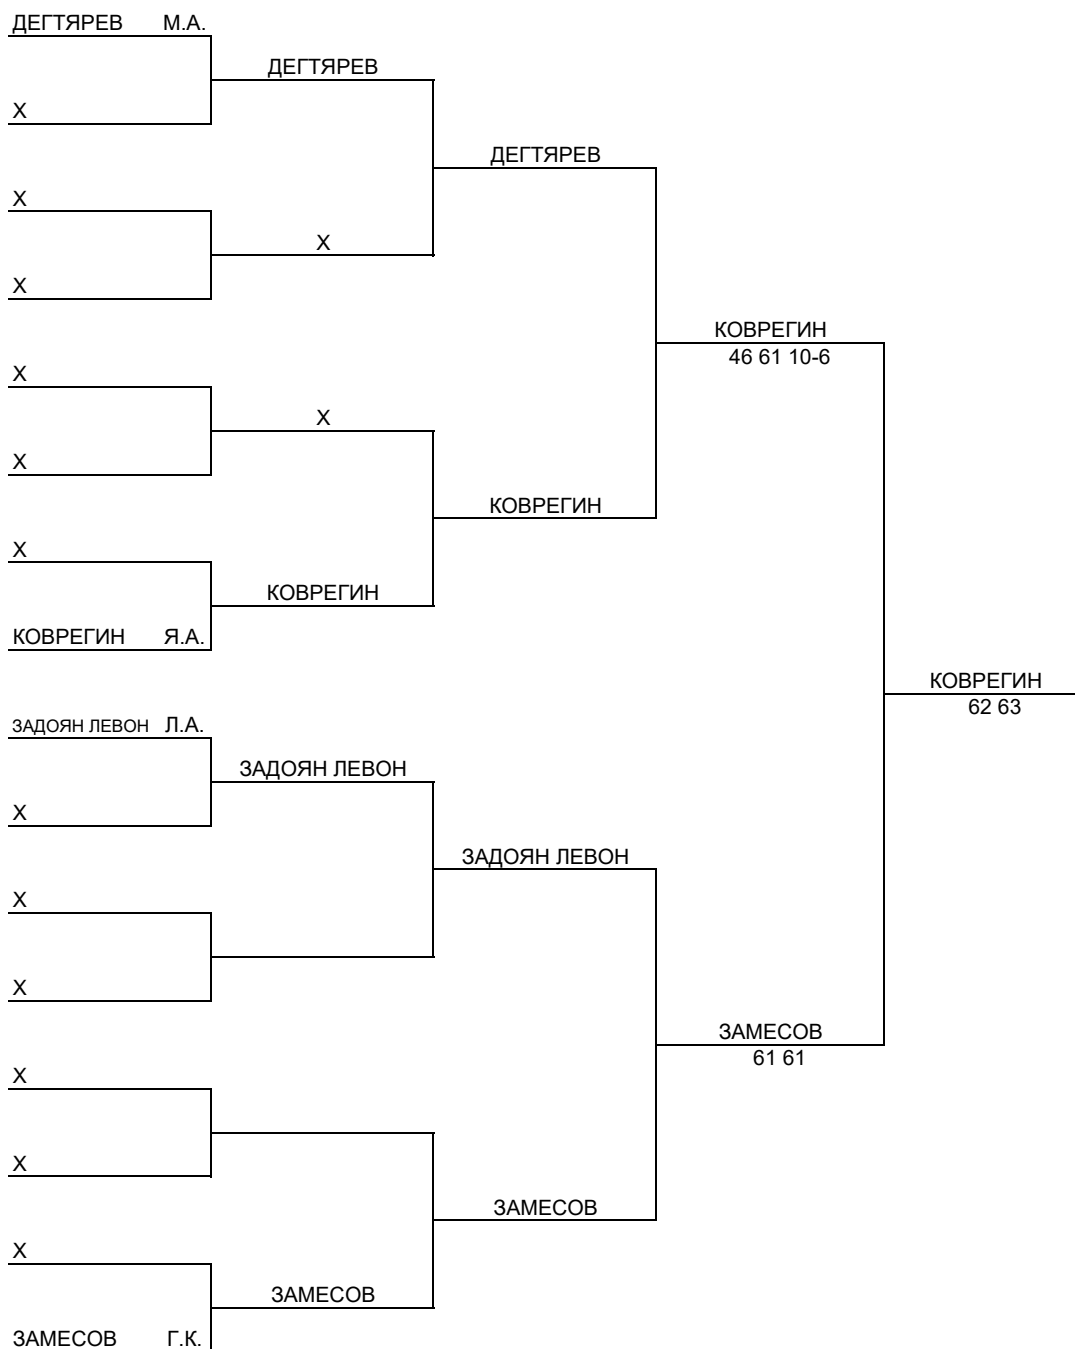 ДЕГТЯРЕВ М.А.
ДЕГТЯРЕВ
X
ДЕГТЯРЕВ
X
X
X
КОВРЕГИН
46 61 10-6
X
X
X
КОВРЕГИН
X
КОВРЕГИН
КОВРЕГИН Я.А.
КОВРЕГИН
62 63
ЗАДОЯН ЛЕВОН Л.А.
ЗАДОЯН ЛЕВОН
X
ЗАДОЯН ЛЕВОН
X
X
ЗАМЕСОВ
61 61
X
X
ЗАМЕСОВ
X
ЗАМЕСОВ
ЗАМЕСОВ Г.К.